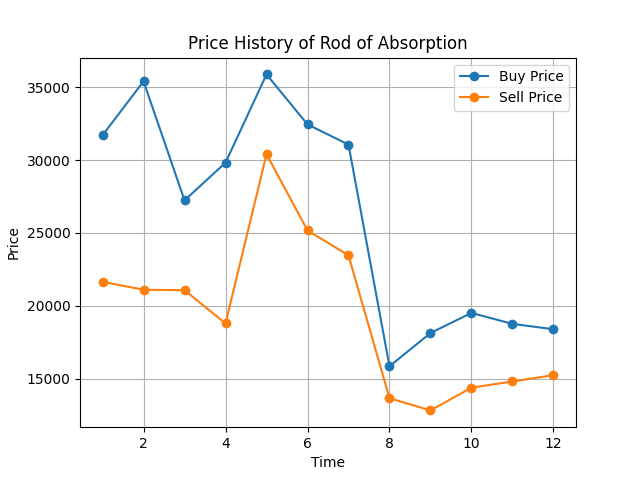 Price History of Rod of Absorption
Buy Price
Sell Price
35000
30000
25000
20000
15000
Price
2
4
6
8
10
12
Time